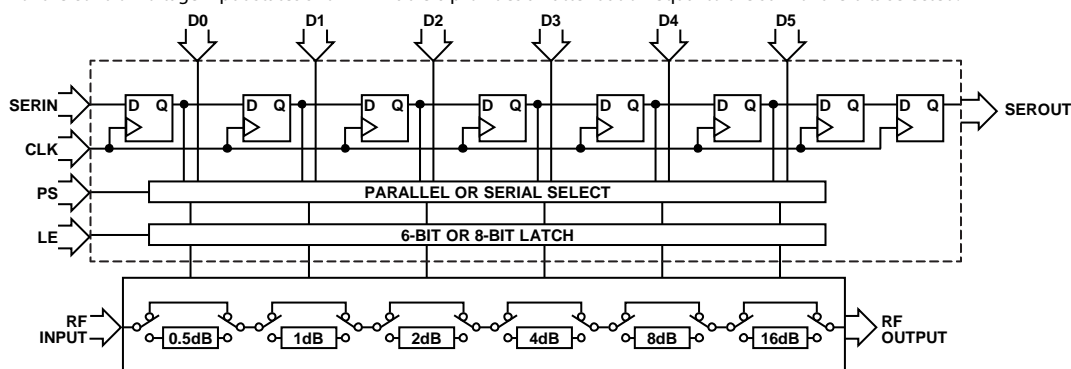 D0 D1 D2 D3 D4 D5
SERIN D Q D Q D Q D Q D Q D Q D Q D Q SEROUT
CLK
PS PARALLEL OR SERIAL SELECT
LE 6-BIT OR 8-BIT LATCH
RF INPUT 0.5dB 1dB 2dB 4dB 8dB 16dB RF OUTPUT